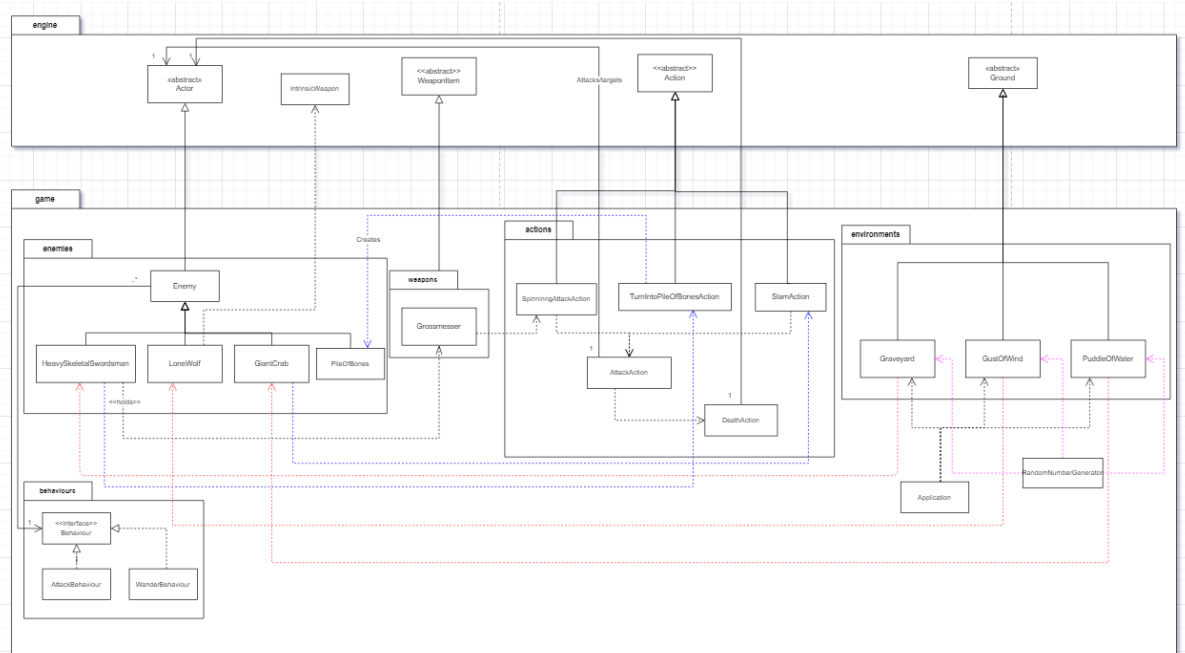 engine
1
1
<<abstract>>
WeaponItem
<<abstract>>
Action
<<abstract>>
Ground
<<abstract>>
Actor
IntrinsicWeapon
Attacks/targets
game
actions
environments
enemies
Creates
weapons
..*
Enemy
SpinninngAttackAction
TurnIntoPileOfBonesAction
SlamAction
Grossmesser
HeavySkeletalSwordsman
LoneWolf
GiantCrab
PileOfBones
1
AttackAction
Graveyard
GustOfWind
PuddleOfWater
<<holds>>
1
DeathAction
RandomNumberGenerator
behaviours
Application
1
<<interface>>
Behaviour
AttackBehaviour
WanderBehaviour